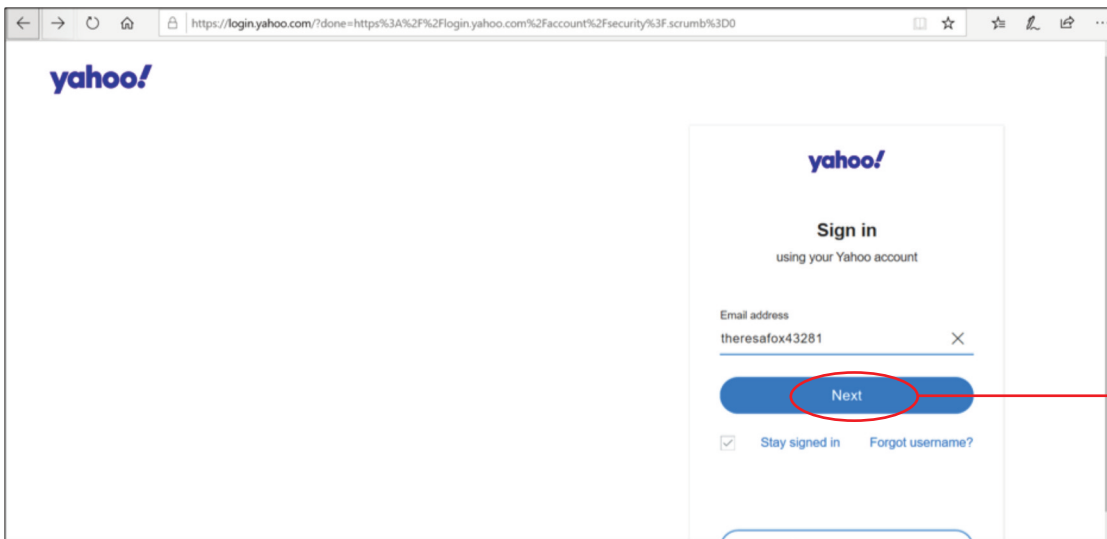 https://login.yahoo.com/?done=https%3A%2F%2Flogin.yahoo.com%2Faccount%2Fsecurity%3F.scrumb%3D0
yahoo!
yahoo!
Sign in
using your Yahoo account
Email address
theresafox43281
Next
Stay signed in Forgot username?